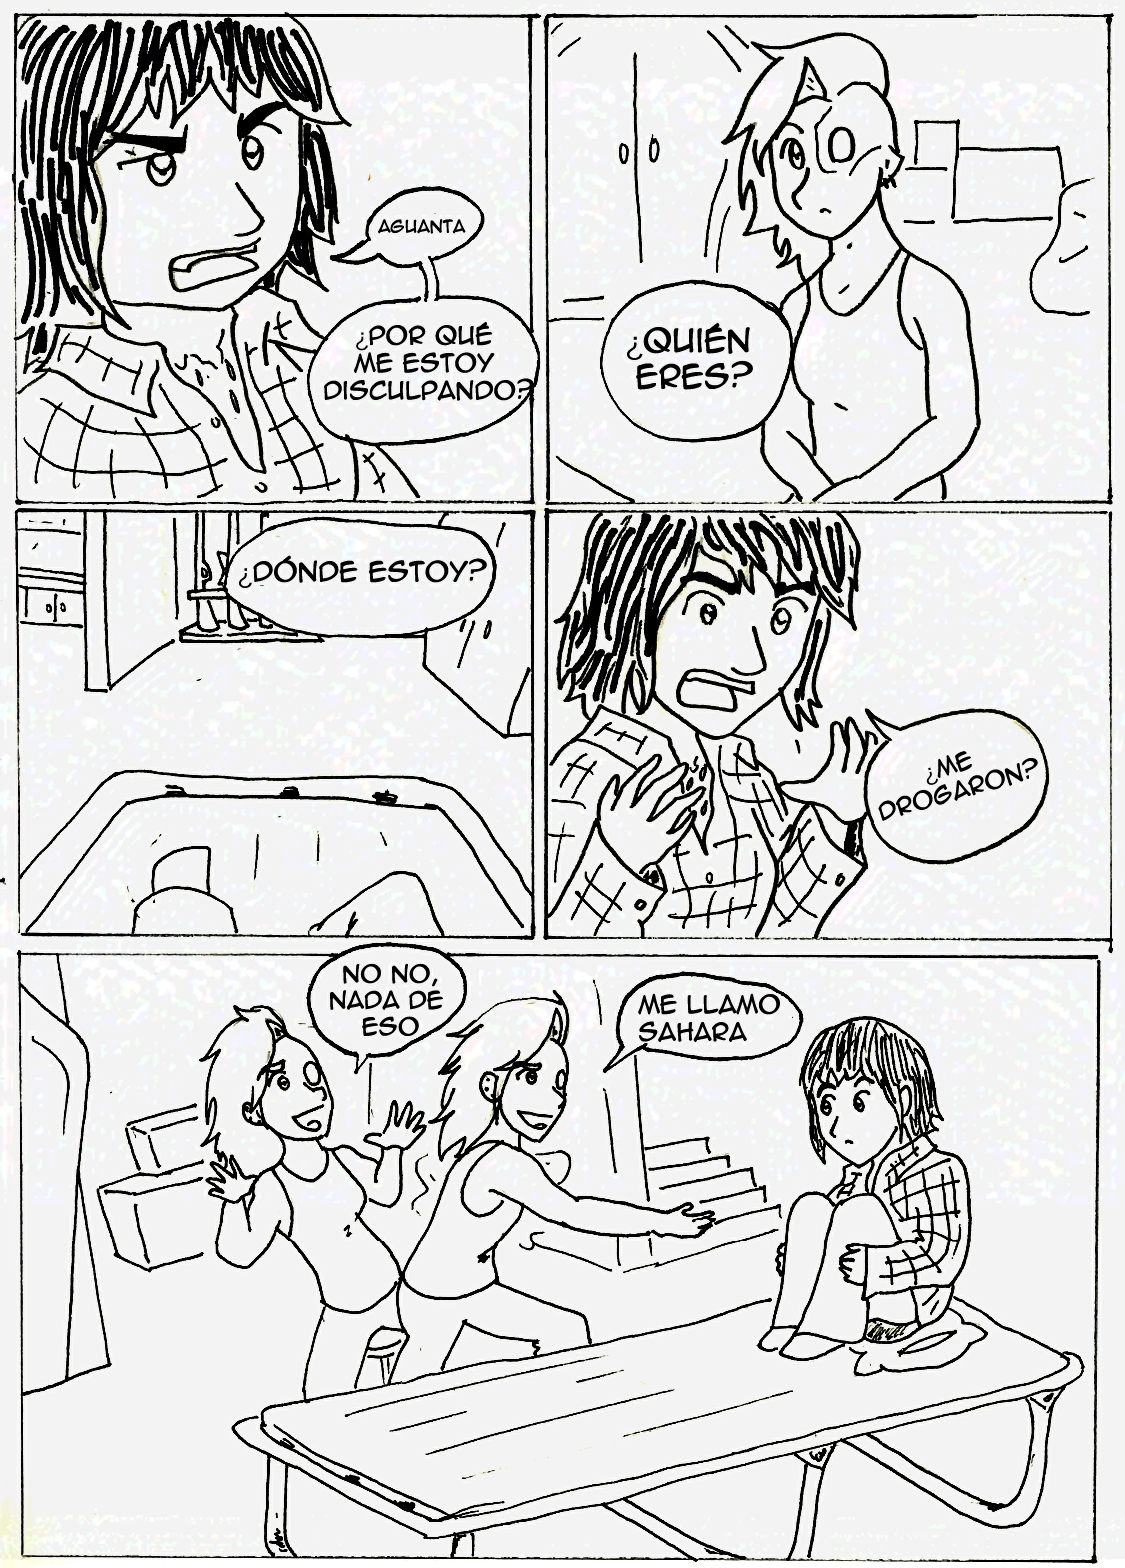 AGUANTA
¿POR QUÉ
ME ESTOY
DISCULPANDO?
¿QUIÉN
ERES?
¿DÓNDE ESTOY?
¿ME
DROGARON?
NO NO,
NADA DE
ESO
ME LLAMO
SAHARA